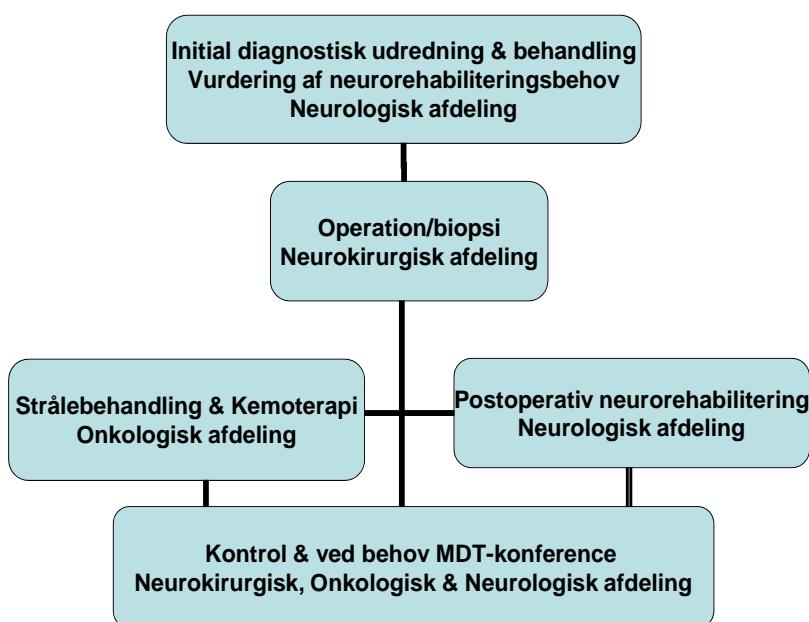 Initial diagnostisk udredning & behandling
Vurdering af neurorehabiliteringsbehov
Neurologisk afdeling
Operation/biopsi
Neurokirurgisk afdeling
Strålebehandling & Kemoterapi
Onkologisk afdeling
Postoperativ neurorehabilitering
Neurologisk afdeling
Kontrol & ved behov MDT-konference
Neurokirurgisk, Onkologisk & Neurologisk afdeling